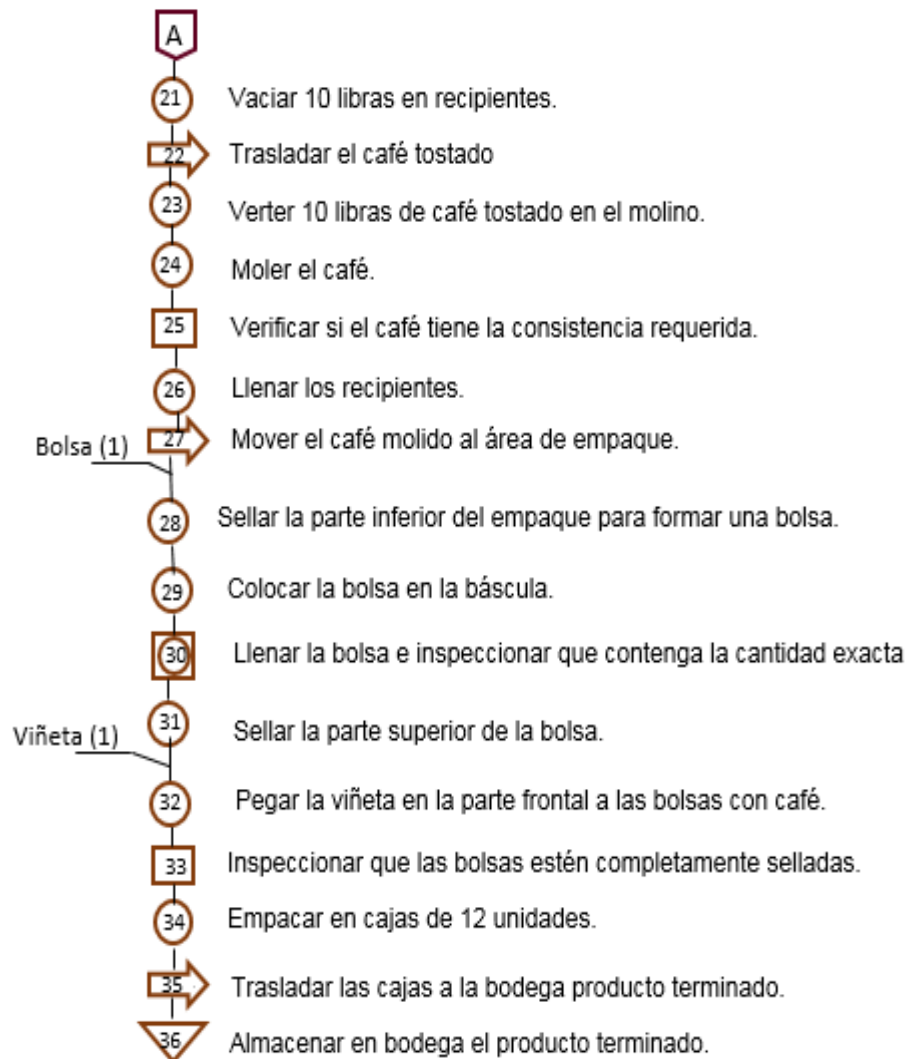 A
21 Vaciar 10 libras en recipientes.
22 Trasladar el café tostado
23 Verter 10 libras de café tostado en el molino.
24 Moler el café.
25 Verificar si el café tiene la consistencia requerida.
26 Llenar los recipientes.
27 Mover el café molido al área de empaque.
Bolsa (1)
28 Sellar la parte inferior del empaque para formar una bolsa.
29 Colocar la bolsa en la báscula.
30 Llenar la bolsa e inspeccionar que contenga la cantidad exacta
31 Sellar la parte superior de la bolsa.
Viñeta (1)
32 Pegar la viñeta en la parte frontal a las bolsas con café.
33 Inspeccionar que las bolsas estén completamente selladas.
34 Empacar en cajas de 12 unidades.
35 Trasladar las cajas a la bodega producto terminado.
36 Almacenar en bodega el producto terminado.